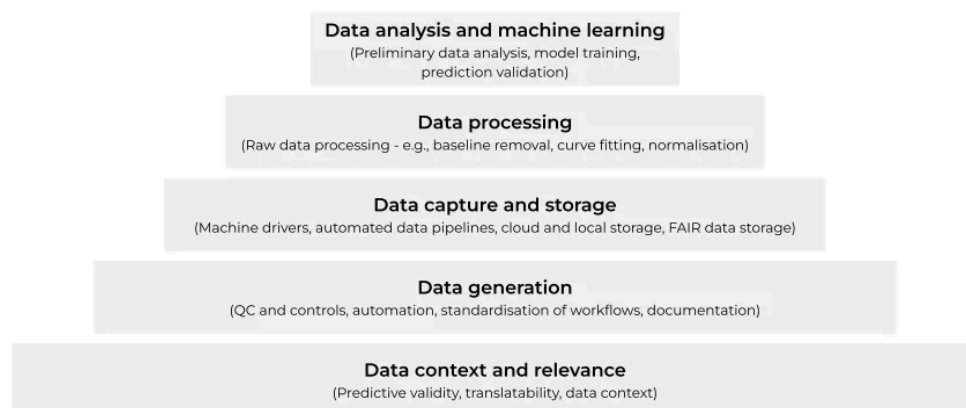 Data analysis and machine learning
(Preliminary data analysis, model training,
prediction validation)
Data processing
(Raw data processing - e.g., baseline removal, curve fitting, normalisation)
Data capture and storage
(Machine drivers, automated data pipelines, cloud and local storage, FAIR data storage)
Data generation
(QC and controls, automation, standardisation of workflows, documentation)
Data context and relevance
(Predictive validity, translatability, data context)